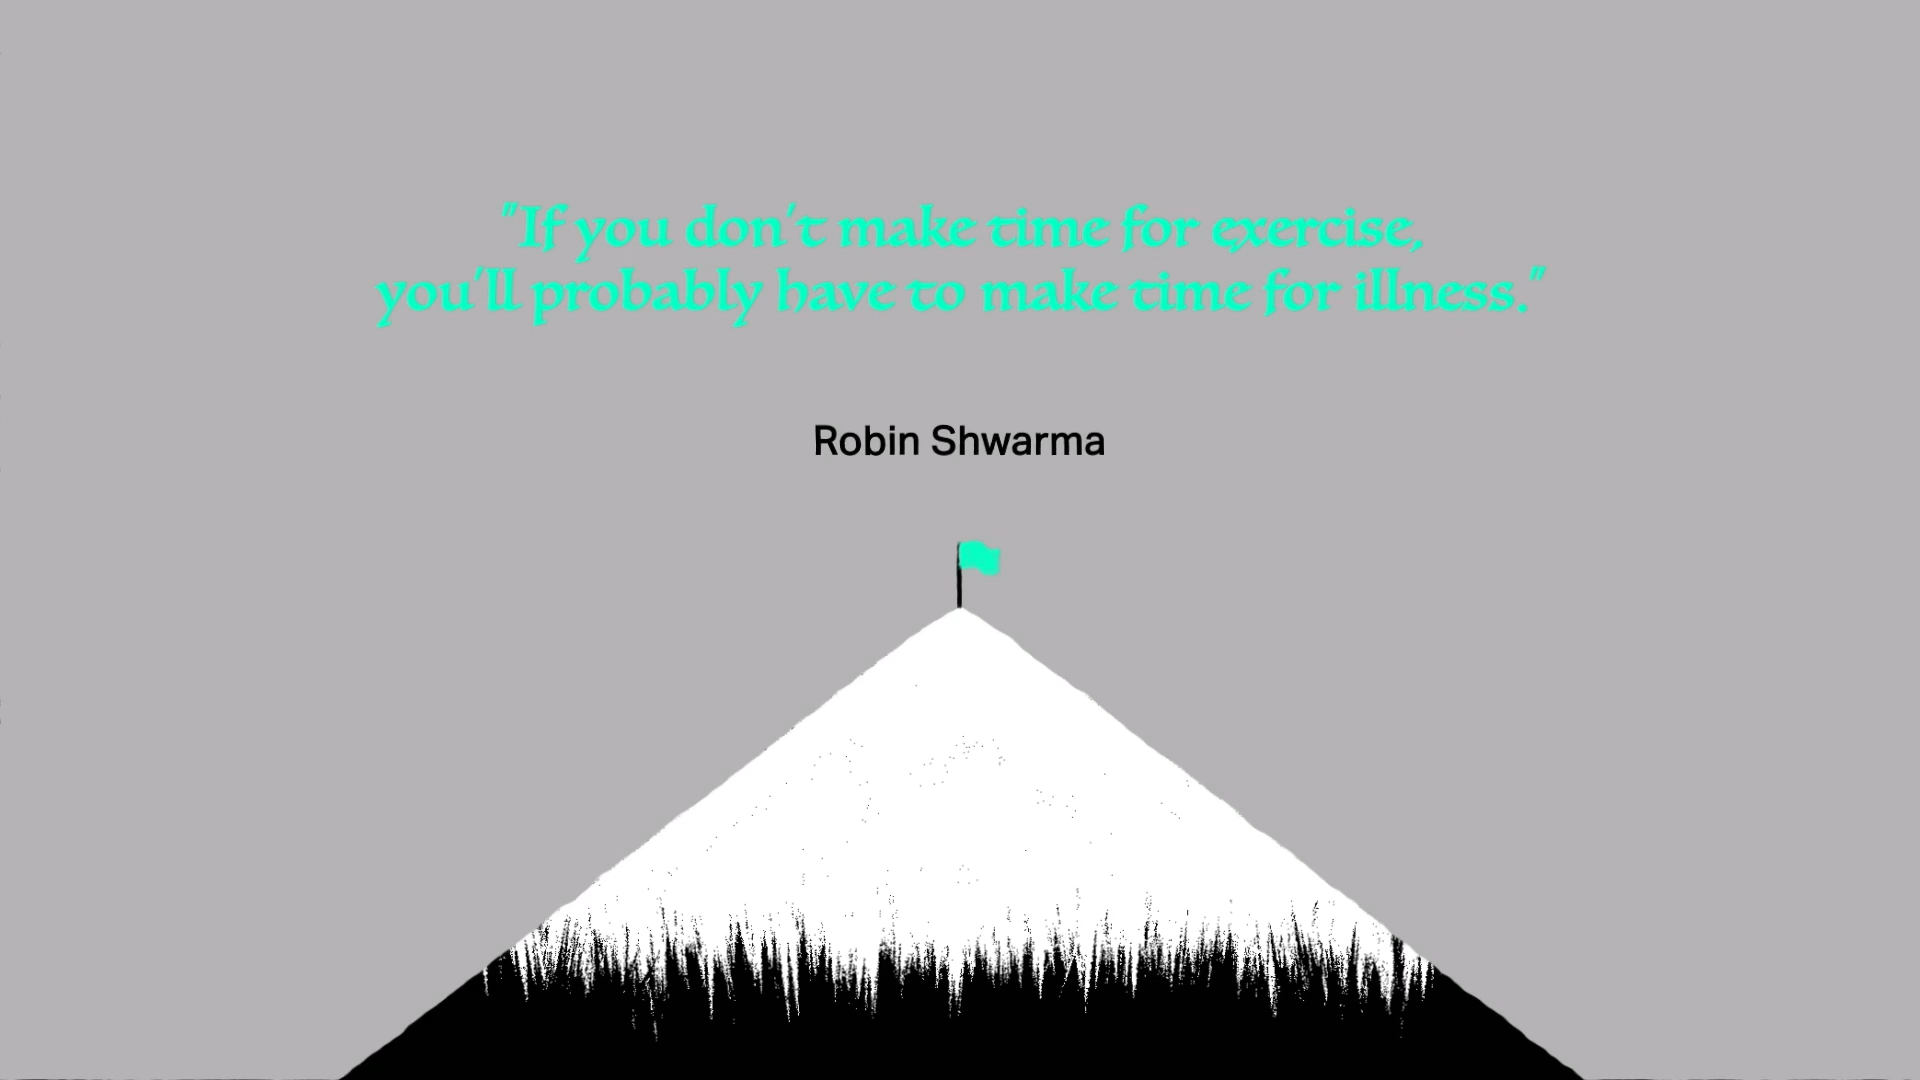 "If you don't make time for exercise,
you'll probably have to make time for illness."
Robin Shwarma